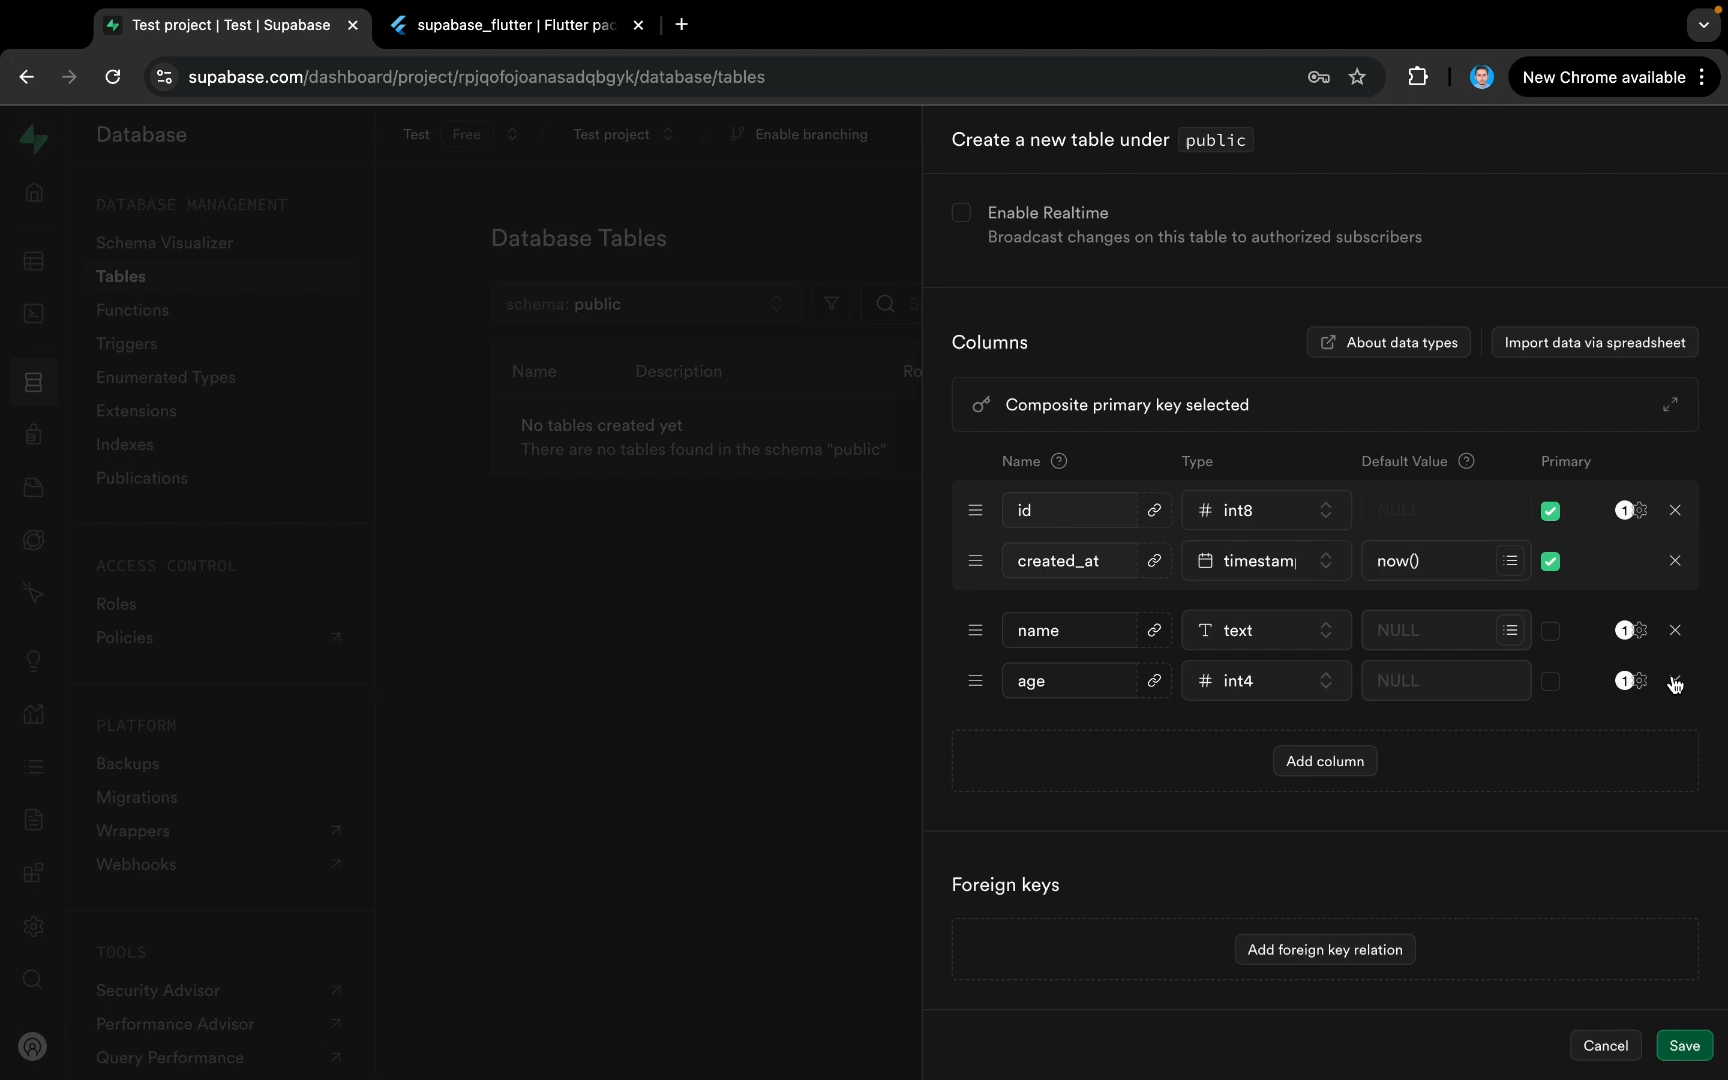 Test project | Test | Supabase
supabase_flutter | Flutter pac
supabase.com/dashboard/project/rpjqofojoanasadqbgyk/database/tables
New Chrome available
Database
Test Free / Test project / Enable branching
DATABASE MANAGEMENT
Schema Visualizer
Tables
Functions
Triggers
Enumerated Types
Extensions
Indexes
Publications
ACCESS CONTROL
Roles
Policies
PLATFORM
Backups
Migrations
Wrappers
Webhooks
TOOLS
Security Advisor
Performance Advisor
Query Performance
Database Tables
schema: public
S
Name Description Ro
No tables created yet
There are no tables found in the schema "public"
Create a new table under public
Enable Realtime
Broadcast changes on this table to authorized subscribers
Columns
About data types
Import data via spreadsheet
Composite primary key selected
Name Type Default Value Primary
id # int8 NULL 1
created_at timestam now()
name T text NULL 1
age # int4 NULL 1
Add column
Foreign keys
Add foreign key relation
Cancel Save